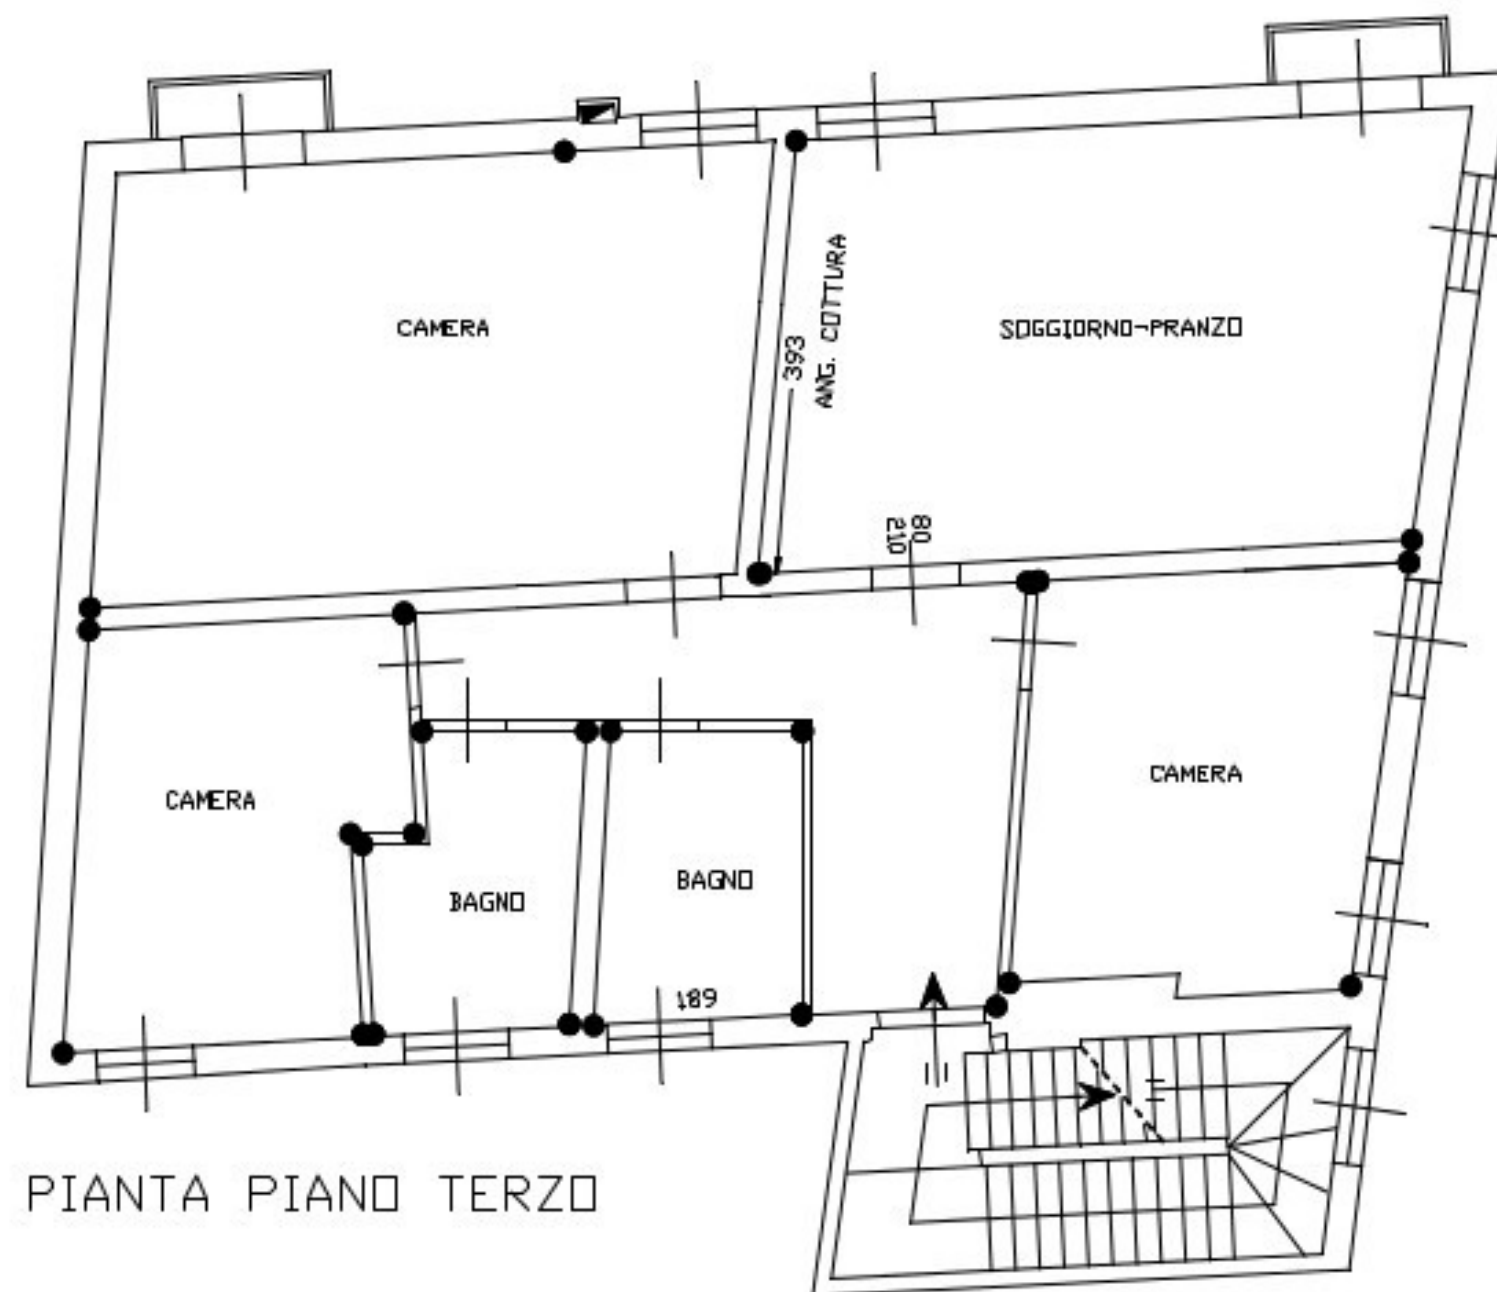 CAMERA
SOGGIORNO-PRANZO
393
ANG. COTTURA
80
210
CAMERA
CAMERA
BAGNO
BAGNO
189
PIANTA PIANO TERZO